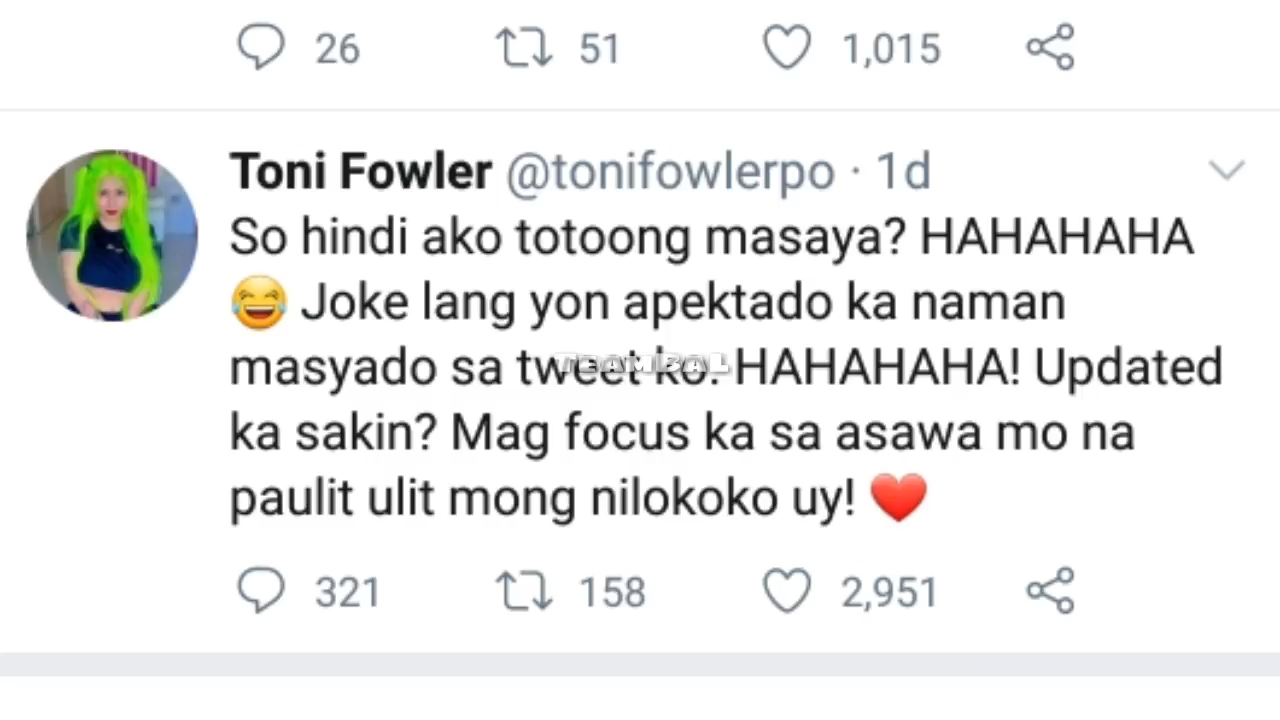 26 51 1,015
Toni Fowler @tonifowlerpo · 1d
So hindi ako totoong masaya? HAHAHAHA
😂 Joke lang yon apektado ka naman
masyado sa tweet ko. HAHAHAHA! Updated
TEAM BAL
ka sakin? Mag focus ka sa asawa mo na
paulit ulit mong nilokoko uy! ❤️
321 158 2,951